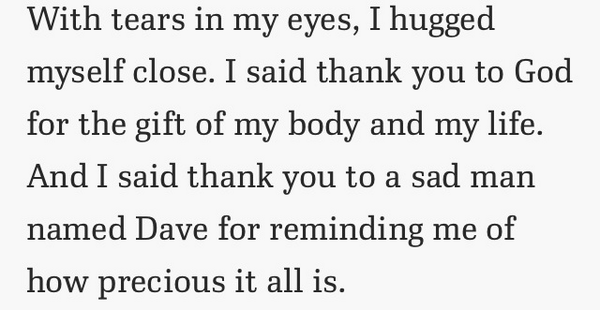 With tears in my eyes, I hugged
myself close. I said thank you to God
for the gift of my body and my life.
And I said thank you to a sad man
named Dave for reminding me of
how precious it all is.